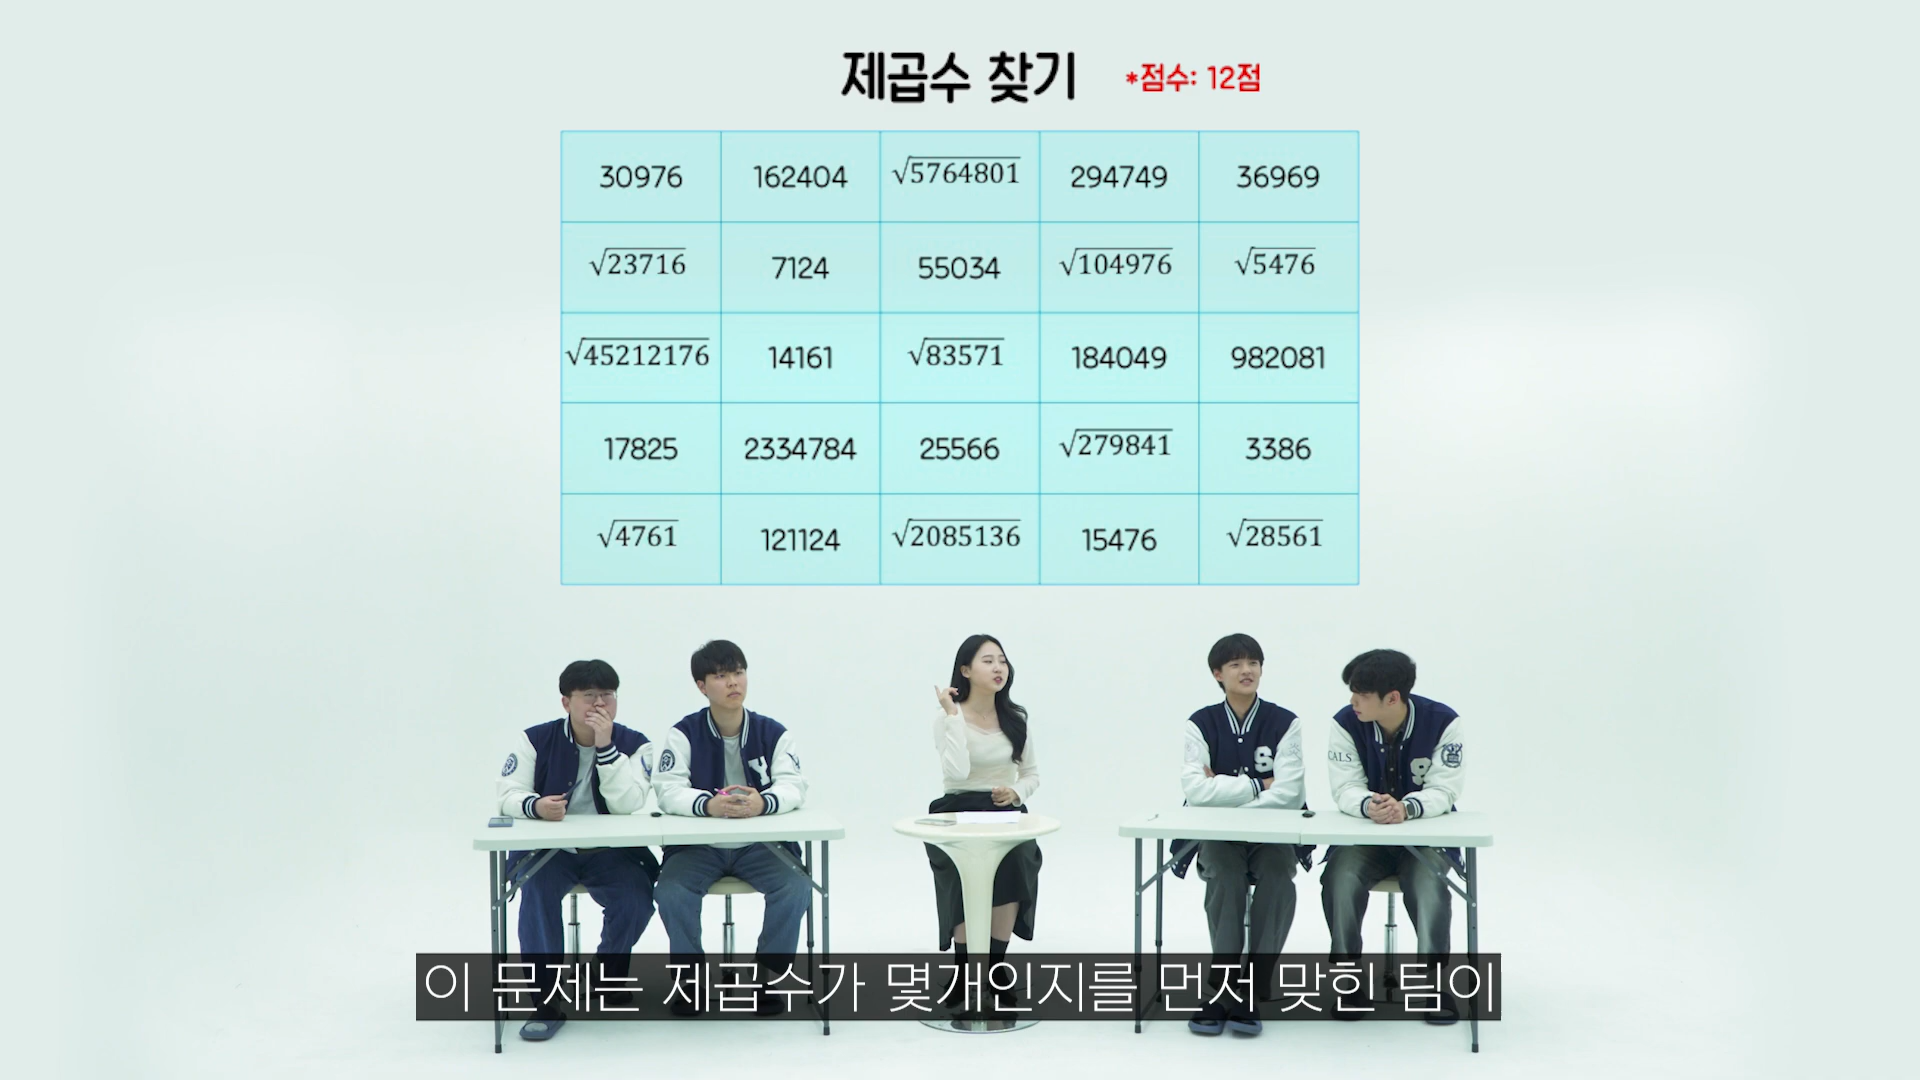 제곱수 찾기 *점수: 12점
30976 162404 √5764801 294749 36969
√23716 7124 55034 √104976 √5476
√45212176 14161 √83571 184049 982081
17825 2334784 25566 √279841 3386
√4761 121124 √2085136 15476 √28561
Y S CALS
이 문제는 제곱수가 몇개인지를 먼저 맞힌 팀이